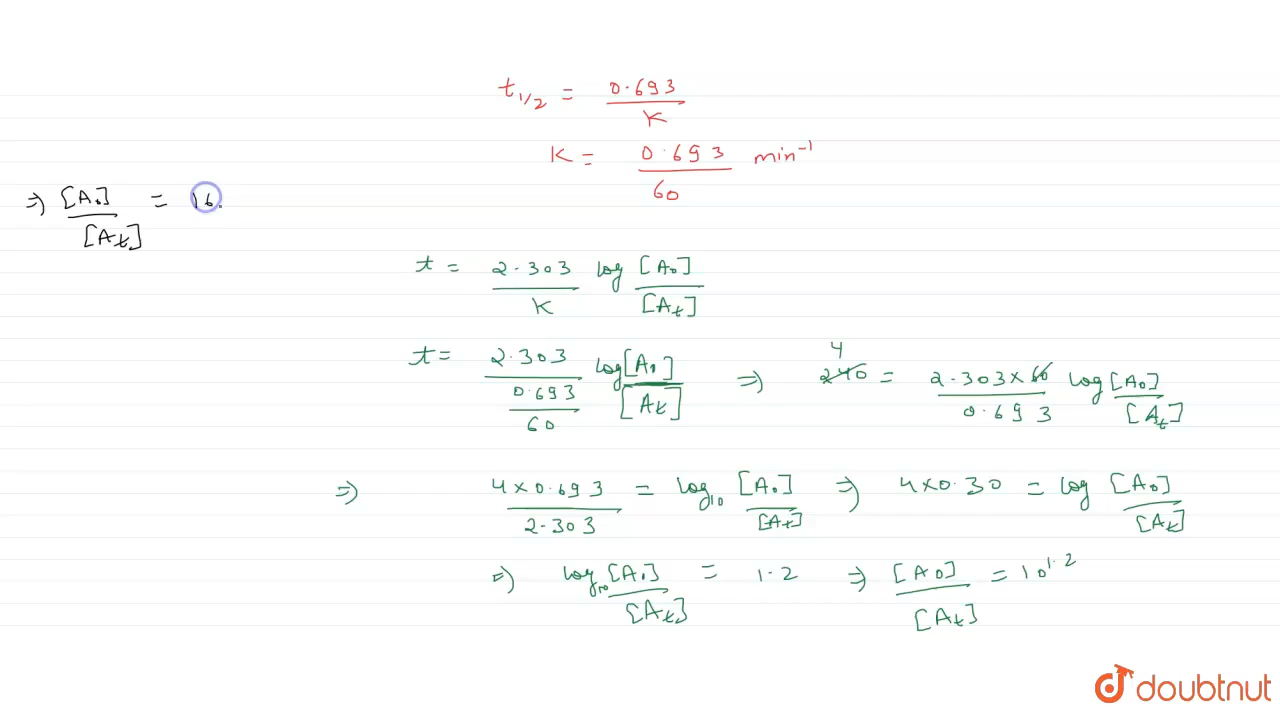 t1/2 = 0.693 / K
K = 0.693 / 60 min⁻¹
⇒ [A₀] / [At] = 16.
t = 2.303 / K log [A₀] / [At]
t = 2.303 / 0.693 / 60 log [A₀] / [At] ⇒ 4 240 = 2.303 × 60 / 0.693 log [A₀] / [At]
⇒ 4 × 0.693 / 2.303 = log₁₀ [A₀] / [At] ⇒ 4 × 0.30 = log [A₀] / [At]
⇒ log₁₀ [A₀] / [At] = 1.2 ⇒ [A₀] / [At] = 10^1.2
doubtnut